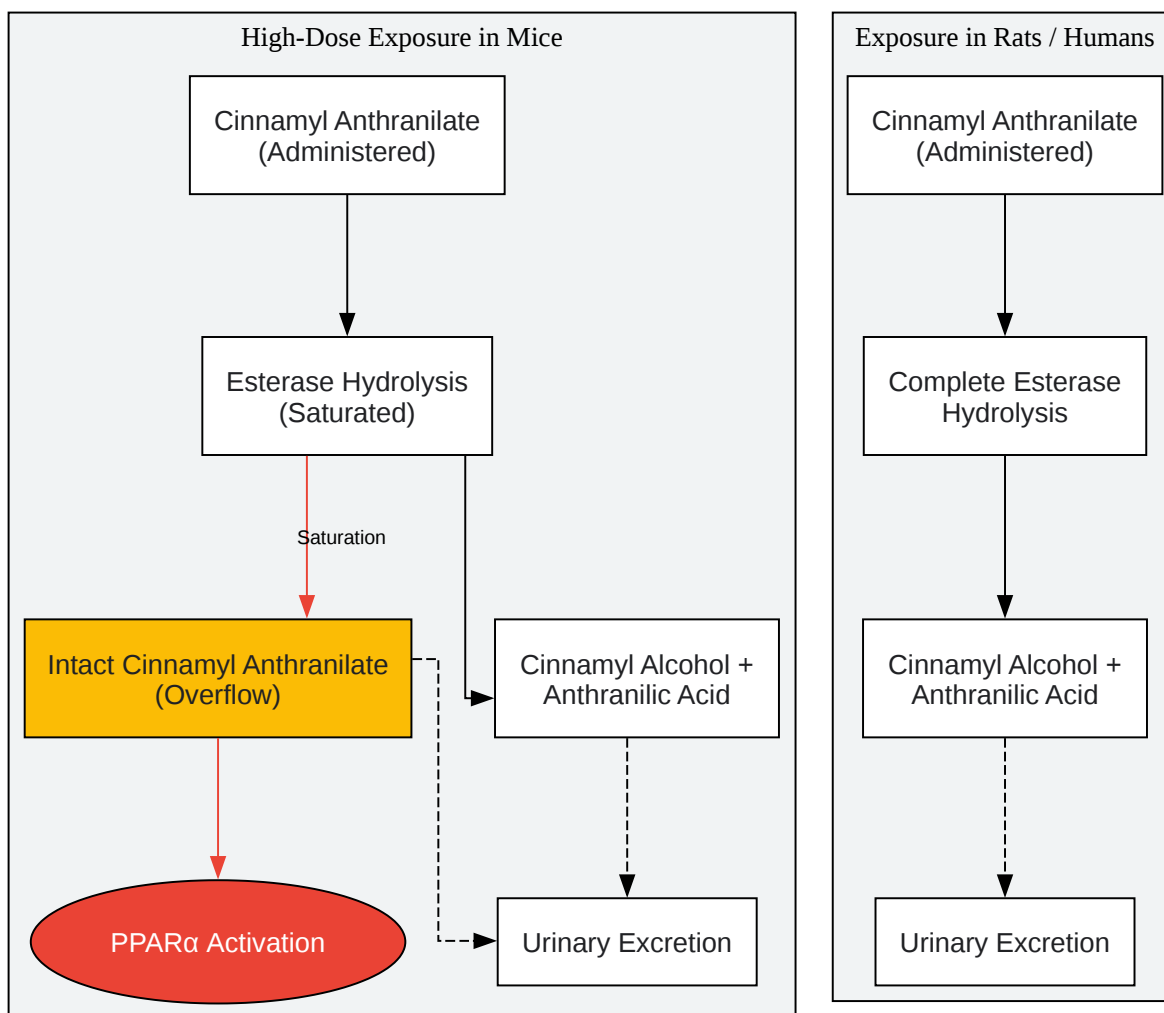 High-Dose Exposure in Mice
Cinnamyl Anthranilate
(Administered)
Esterase Hydrolysis
(Saturated)
Saturation
Intact Cinnamyl Anthranilate
(Overflow)
Cinnamyl Alcohol +
Anthranilic Acid
PPARα Activation
Urinary Excretion
Exposure in Rats / Humans
Cinnamyl Anthranilate
(Administered)
Complete Esterase
Hydrolysis
Cinnamyl Alcohol +
Anthranilic Acid
Urinary Excretion